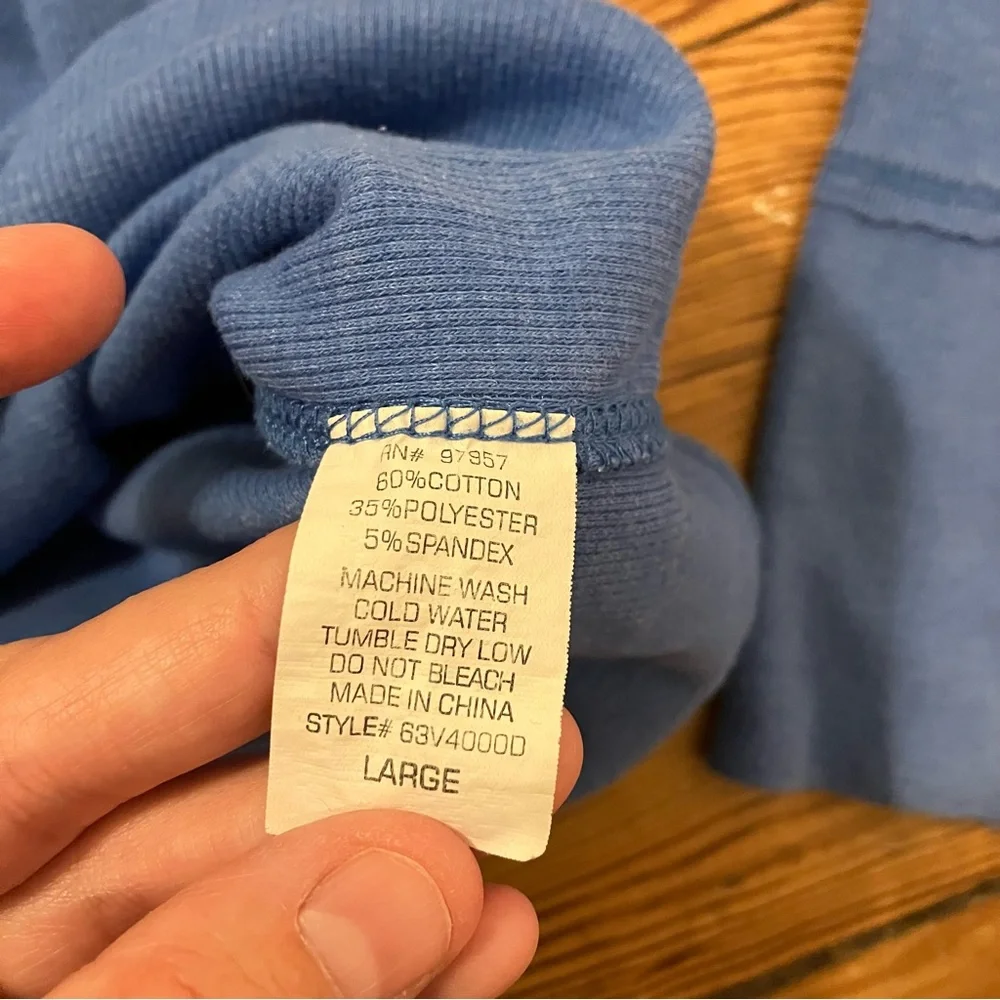 RN# 97957
60%COTTON
35%POLYESTER
5%SPANDEX
MACHINE WASH
COLD WATER
TUMBLE DRY LOW
DO NOT BLEACH
MADE IN CHINA
STYLE# 63V4000D
LARGE